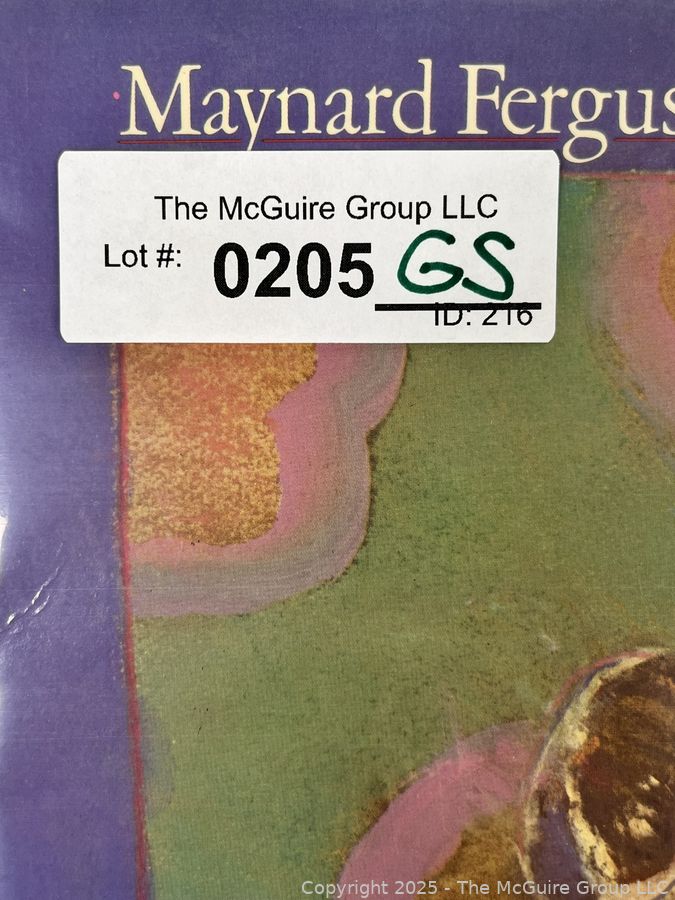 Maynard Fergus
The McGuire Group LLC
Lot #: 0205 GS
ID: 216
Copyright 2025 - The McGuire Group LLC